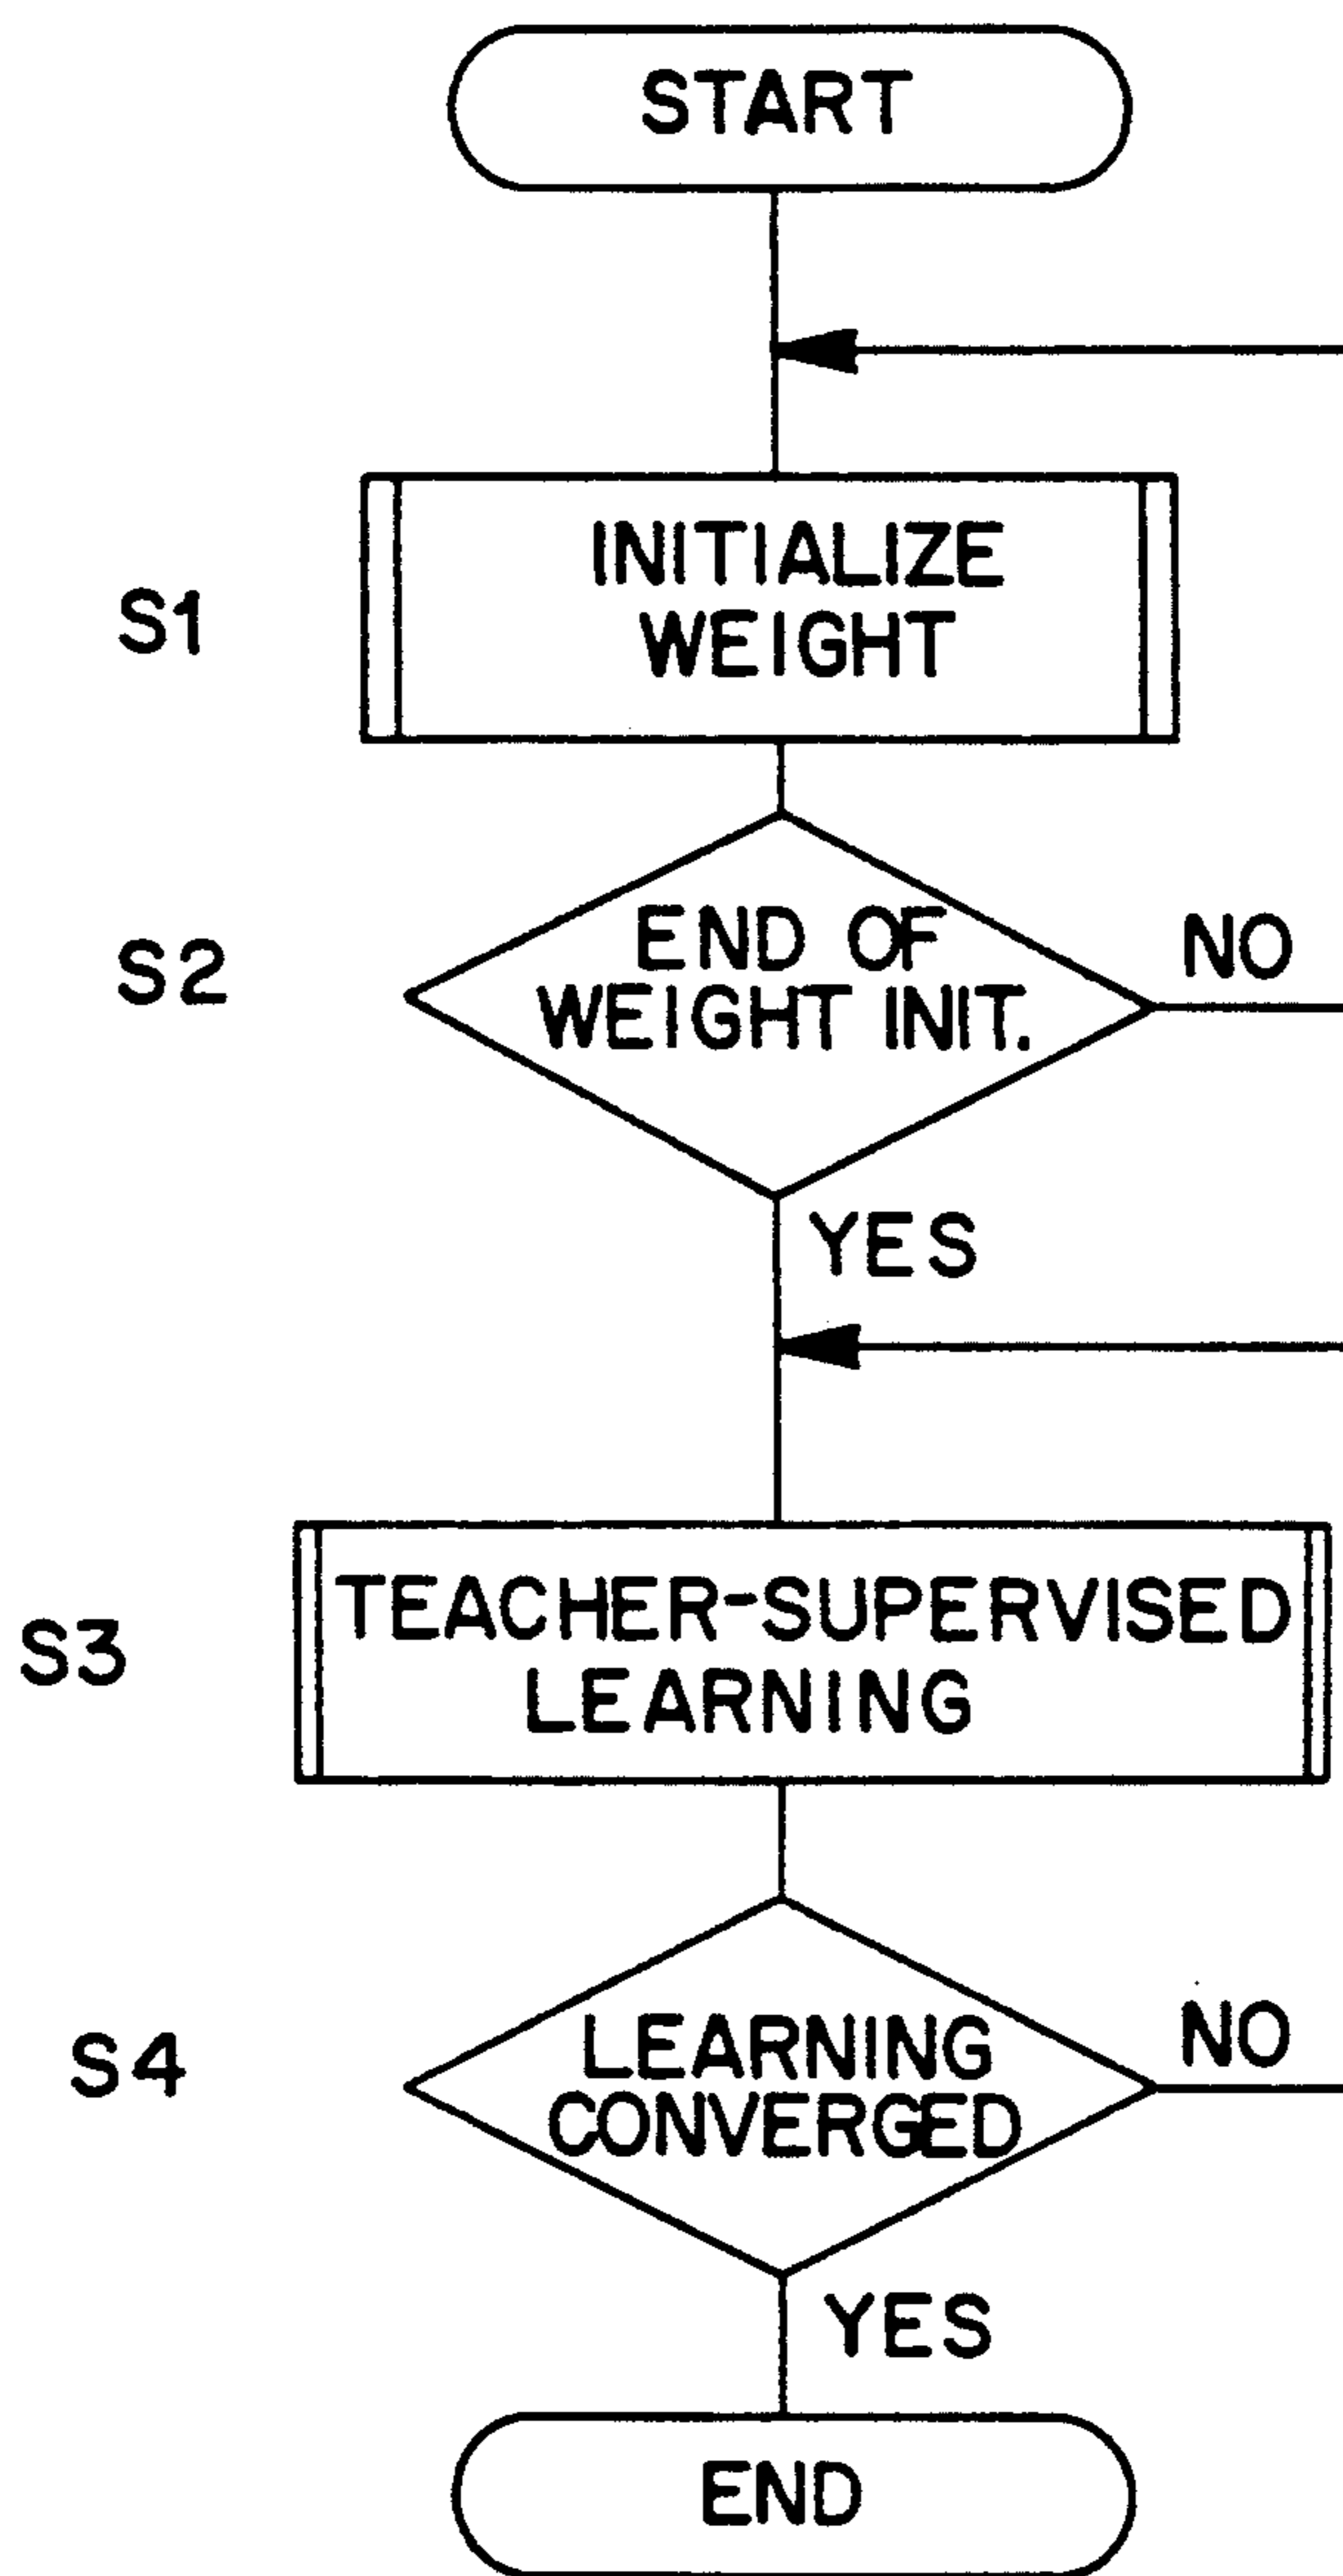 START
S1
INITIALIZE
WEIGHT
S2
END OF
WEIGHT INIT.
NO
YES
S3
TEACHER-SUPERVISED
LEARNING
S4
LEARNING
CONVERGED
NO
YES
END